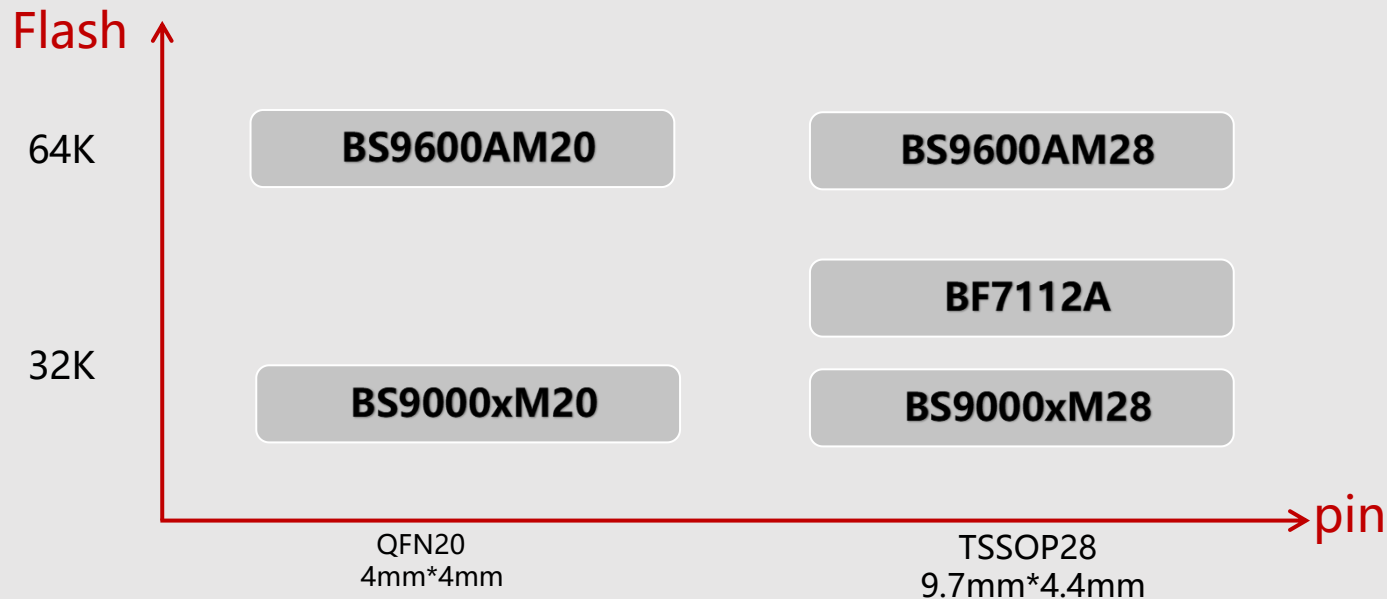 Flash
64K
BS9600AM20
BS9600AM28
BF7112A
32K
BS9000xM20
BS9000xM28
pin
QFN20
4mm*4mm
TSSOP28
9.7mm*4.4mm